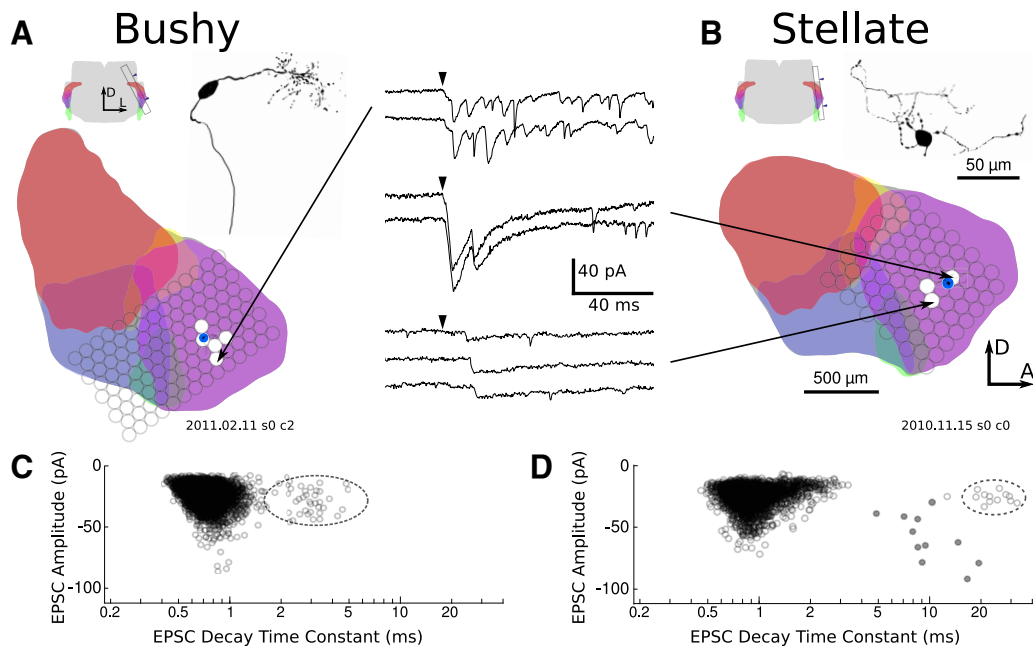 A Bushy
B Stellate
D
L
50 µm
40 pA
40 ms
500 µm
D
A
2011.02.11 s0 c2
2010.11.15 s0 c0
C
EPSC Amplitude (pA)
0
-50
-100
0.2 0.5 1 2 5 10 20
EPSC Decay Time Constant (ms)
D
EPSC Amplitude (pA)
0
-50
-100
0.2 0.5 1 2 5 10 20
EPSC Decay Time Constant (ms)